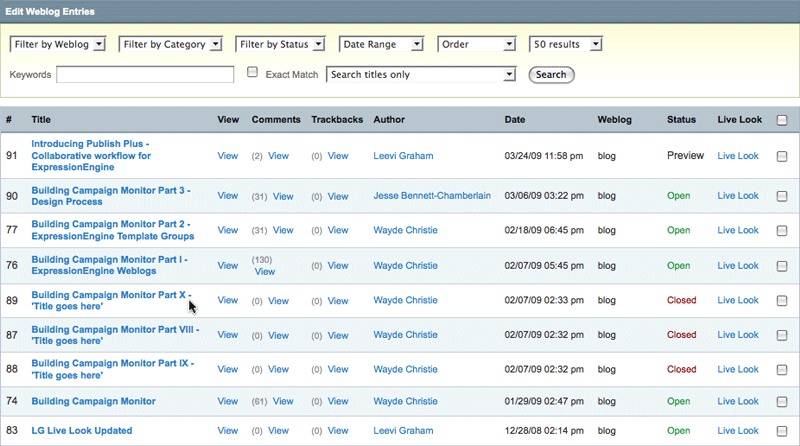 Edit Weblog Entries
Filter by Weblog Filter by Category Filter by Status Date Range Order 50 results
Keywords Exact Match Search titles only Search
# Title View Comments Trackbacks Author Date Weblog Status Live Look
91 Introducing Publish Plus - Collaborative workflow for ExpressionEngine View (2) View (0) View Leevi Graham 03/24/09 11:58 pm blog Preview Live Look
90 Building Campaign Monitor Part 3 - Design Process View (31) View (0) View Jesse Bennett-Chamberlain 03/06/09 03:22 pm blog Open Live Look
77 Building Campaign Monitor Part 2 - ExpressionEngine Template Groups View (31) View (0) View Wayde Christie 02/18/09 06:45 pm blog Open Live Look
76 Building Campaign Monitor Part I - ExpressionEngine Weblogs View (130) View (0) View Wayde Christie 02/07/09 05:45 pm blog Open Live Look
89 Building Campaign Monitor Part X - 'Title goes here' View (0) View (0) View Wayde Christie 02/07/09 02:33 pm blog Closed Live Look
87 Building Campaign Monitor Part VIII - 'Title goes here' View (0) View (0) View Wayde Christie 02/07/09 02:32 pm blog Closed Live Look
88 Building Campaign Monitor Part IX - 'Title goes here' View (0) View (0) View Wayde Christie 02/07/09 02:32 pm blog Closed Live Look
74 Building Campaign Monitor View (61) View (0) View Wayde Christie 01/29/09 02:47 pm blog Open Live Look
83 LG Live Look Updated View (0) View (0) View Leevi Graham 12/28/08 02:14 pm blog Open Live Look